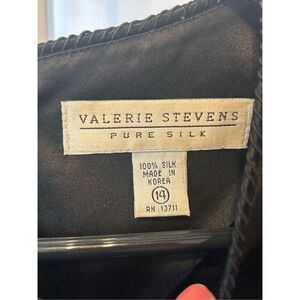 VALERIE STEVENS
PURE SILK
100% SILK
MADE IN
KOREA
14
RN 13711